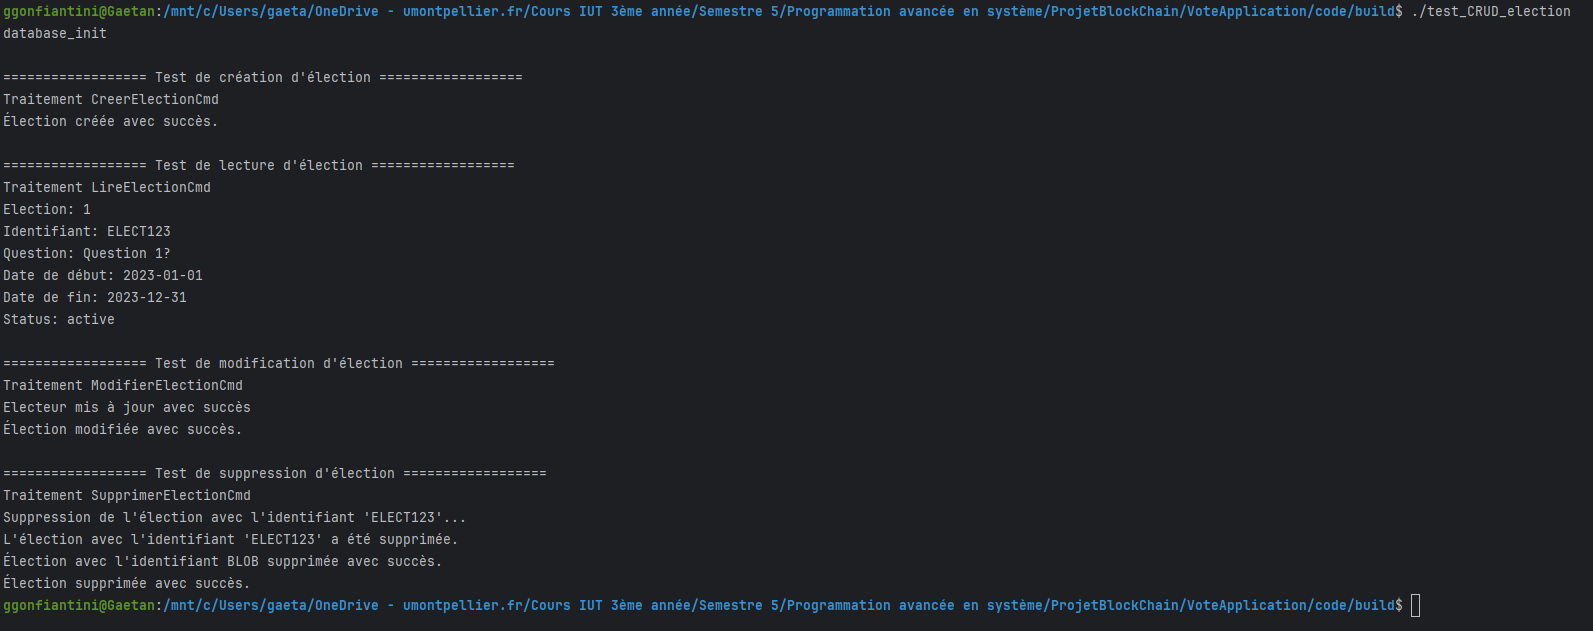 ggonfiantini@Gaetan:/mnt/c/Users/gaeta/OneDrive - umontpellier.fr/Cours IUT 3ème année/Semestre 5/Programmation avancée en système/ProjetBlockChain/VoteApplication/code/build$ ./test_CRUD_election
database_init
================== Test de création d'élection ==================
Traitement CreerElectionCmd
Élection créée avec succès.
================== Test de lecture d'élection ==================
Traitement LireElectionCmd
Election: 1
Identifiant: ELECT123
Question: Question 1?
Date de début: 2023-01-01
Date de fin: 2023-12-31
Status: active
================== Test de modification d'élection ==================
Traitement ModifierElectionCmd
Electeur mis à jour avec succès
Élection modifiée avec succès.
================== Test de suppression d'élection ==================
Traitement SupprimerElectionCmd
Suppression de l'élection avec l'identifiant 'ELECT123'...
L'élection avec l'identifiant 'ELECT123' a été supprimée.
Élection avec l'identifiant BLOB supprimée avec succès.
Élection supprimée avec succès.
ggonfiantini@Gaetan:/mnt/c/Users/gaeta/OneDrive - umontpellier.fr/Cours IUT 3ème année/Semestre 5/Programmation avancée en système/ProjetBlockChain/VoteApplication/code/build$